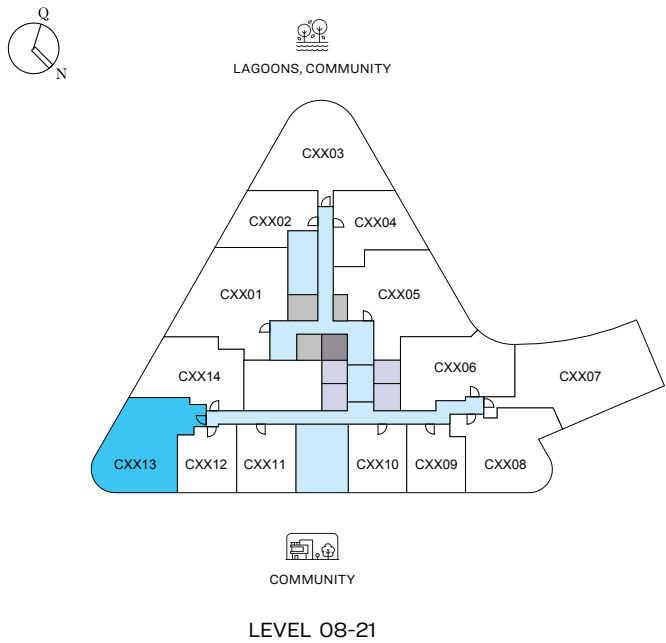 Q
N
LAGOONS, COMMUNITY
CXX03
CXX02
CXX04
CXX01
CXX05
CXX14
CXX06
CXX07
CXX13
CXX12
CXX11
CXX10
CXX09
CXX08
COMMUNITY
LEVEL 08-21